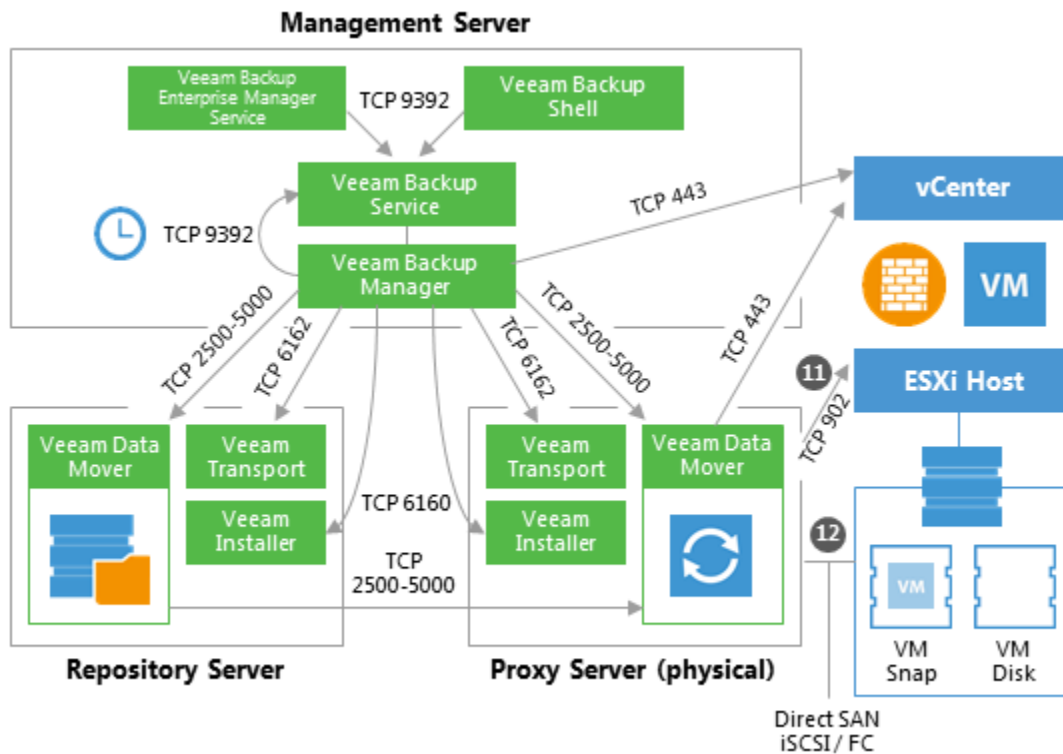 Management Server
Veeam Backup
Enterprise Manager
Service
TCP 9392
Veeam Backup
Shell
Veeam Backup
Service
TCP 9392
Veeam Backup
Manager
TCP 443
vCenter
VM
TCP 2500-5000
TCP 6162
TCP 6162
TCP 2500-5000
TCP 443
11
TCP 902
ESXi Host
Veeam Data
Mover
Veeam
Transport
Veeam
Installer
TCP 6160
TCP
2500-5000
Veeam
Transport
Veeam
Installer
Veeam Data
Mover
12
VM
VM
Snap
VM
Disk
Repository Server
Proxy Server (physical)
Direct SAN
iSCSI / FC